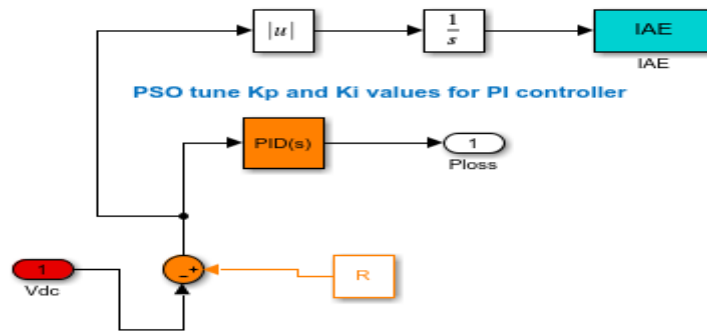 |u|
1
s
IAE
IAE
PSO tune Kp and Ki values for PI controller
PID(s)
1
Ploss
1
Vdc
− +
R